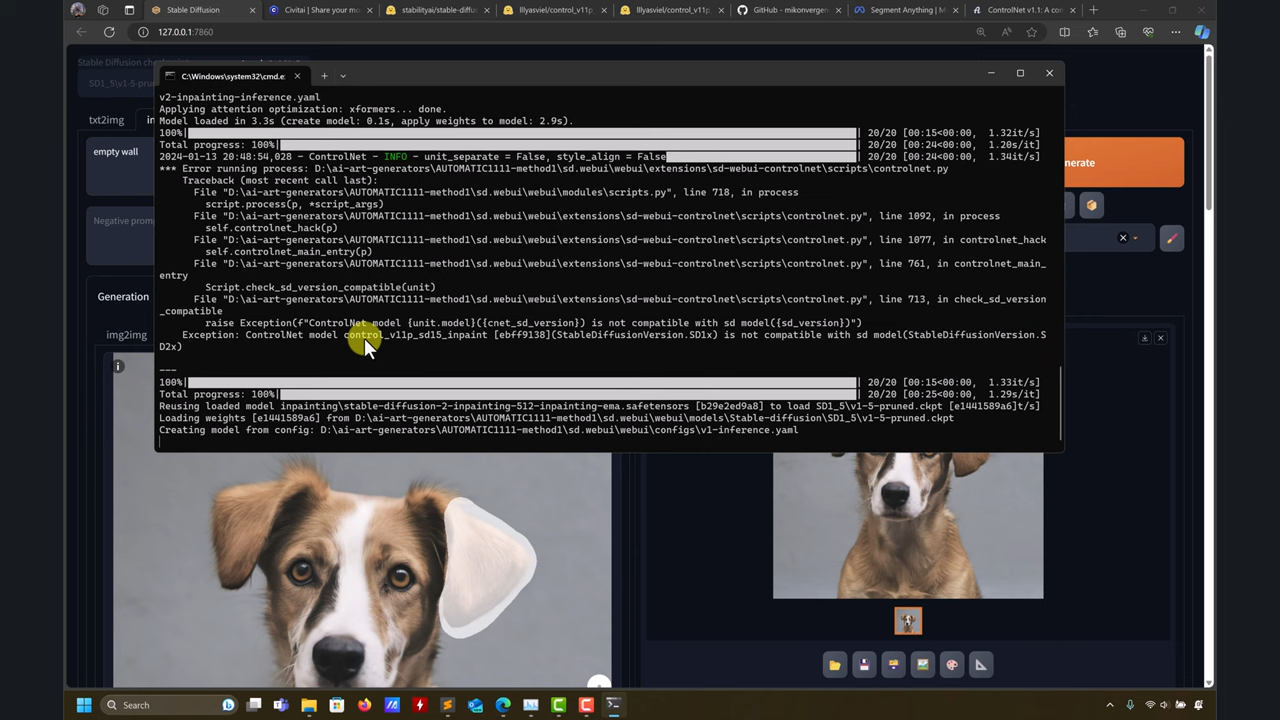 Stable Diffusion
Civitai | Share your mo
stabilityai/stable-diffu
lllyasviel/control_v11p
lllyasviel/control_v11p
GitHub - mikonvergen
Segment Anything | M
ControlNet v1.1: A con
127.0.0.1:7860
Stable Diffusion checkp
SD1_5\v1-5-prun
C:\Windows\system32\cmd.e
txt2img
empty wall
Negative promp
Generation
img2img
v2-inpainting-inference.yaml
Applying attention optimization: xformers... done.
Model loaded in 3.3s (create model: 0.1s, apply weights to model: 2.9s).
100%| | 20/20 [00:15<00:00, 1.32it/s]
Total progress: 100%| | 20/20 [00:24<00:00, 1.20s/it]
2024-01-13 20:48:54,028 - ControlNet - INFO - unit_separate = False, style_align = False | 20/20 [00:24<00:00, 1.34it/s]
*** Error running process: D:\ai-art-generators\AUTOMATIC1111-method1\sd.webui\webui\extensions\sd-webui-controlnet\scripts\controlnet.py
Traceback (most recent call last):
File "D:\ai-art-generators\AUTOMATIC1111-method1\sd.webui\webui\modules\scripts.py", line 718, in process
script.process(p, *script_args)
File "D:\ai-art-generators\AUTOMATIC1111-method1\sd.webui\webui\extensions\sd-webui-controlnet\scripts\controlnet.py", line 1092, in process
self.controlnet_hack(p)
File "D:\ai-art-generators\AUTOMATIC1111-method1\sd.webui\webui\extensions\sd-webui-controlnet\scripts\controlnet.py", line 1077, in controlnet_hack
self.controlnet_main_entry(p)
File "D:\ai-art-generators\AUTOMATIC1111-method1\sd.webui\webui\extensions\sd-webui-controlnet\scripts\controlnet.py", line 761, in controlnet_main_
entry
Script.check_sd_version_compatible(unit)
File "D:\ai-art-generators\AUTOMATIC1111-method1\sd.webui\webui\extensions\sd-webui-controlnet\scripts\controlnet.py", line 713, in check_sd_version
_compatible
raise Exception(f"ControlNet model {unit.model}({cnet_sd_version}) is not compatible with sd model({sd_version})")
Exception: ControlNet model control_v11p_sd15_inpaint [ebff9138](StableDiffusionVersion.SD1x) is not compatible with sd model(StableDiffusionVersion.S
D2x)
---
100%| | 20/20 [00:15<00:00, 1.33it/s]
Total progress: 100%| | 20/20 [00:25<00:00, 1.29s/it]
Reusing loaded model inpainting\stable-diffusion-2-inpainting-512-inpainting-ema.safetensors [b29e2ed9a8] to load SD1_5\v1-5-pruned.ckpt [e1441589a6]t/s]
Loading weights [e1441589a6] from D:\ai-art-generators\AUTOMATIC1111-method1\sd.webui\webui\models\Stable-diffusion\SD1_5\v1-5-pruned.ckpt
Creating model from config: D:\ai-art-generators\AUTOMATIC1111-method1\sd.webui\webui\configs\v1-inference.yaml
enerate
Search